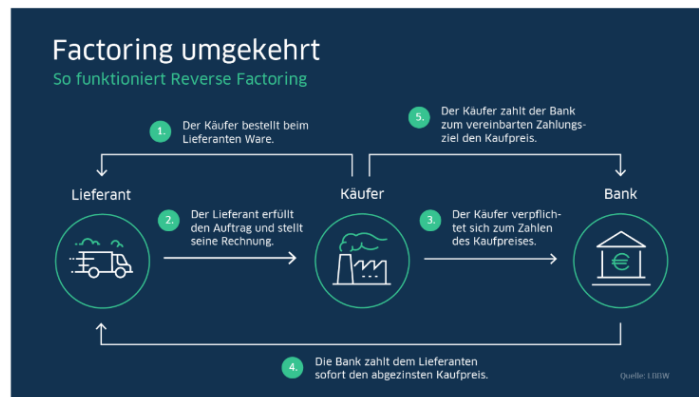 Factoring umgekehrt
So funktioniert Reverse Factoring
1.
Der Käufer bestellt beim
Lieferanten Ware.
5.
Der Käufer zahlt der Bank
zum vereinbarten Zahlungs-
ziel den Kaufpreis.
Lieferant
Käufer
Bank
2.
Der Lieferant erfüllt
den Auftrag und stellt
seine Rechnung.
3.
Der Käufer verpflich-
tet sich zum Zahlen
des Kaufpreises.
€
4.
Die Bank zahlt dem Lieferanten
sofort den abgezinsten Kaufpreis.
Quelle: LBBW